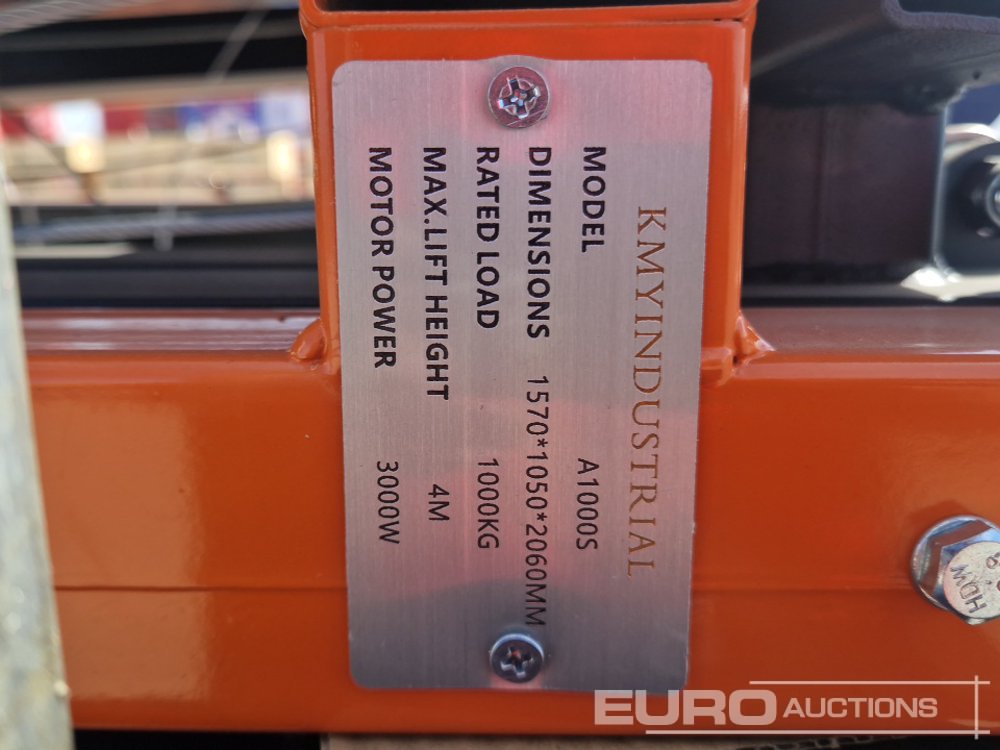 KMYINDUSTRIAL
MODEL A1000S
DIMENSIONS 1570*1050*2060MM
RATED LOAD 1000KG
MAX.LIFT HEIGHT 4M
MOTOR POWER 3000W
HDW
EURO AUCTIONS